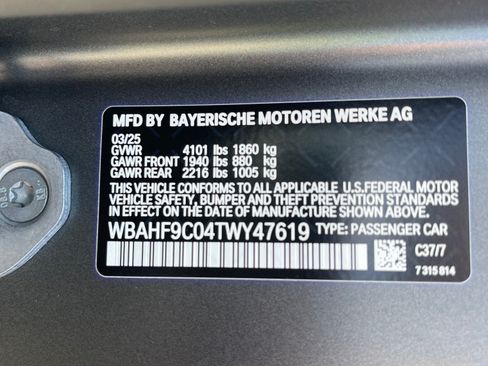 MFD BY BAYERISCHE MOTOREN WERKE AG
03/25
GVWR 4101 lbs 1860 kg
GAWR FRONT 1940 lbs 880 kg
GAWR REAR 2216 lbs 1005 kg
THIS VEHICLE CONFORMS TO ALL APPLICABLE U.S.FEDERAL MOTOR
VEHICLE SAFETY, BUMPER AND THEFT PREVENTION STANDARDS
IN EFFECT ON THE DATE OF MANUFACTURE SHOWN ABOVE.
WBAHF9C04TWY47619 TYPE: PASSENGER CAR
C37/7
7 315 814